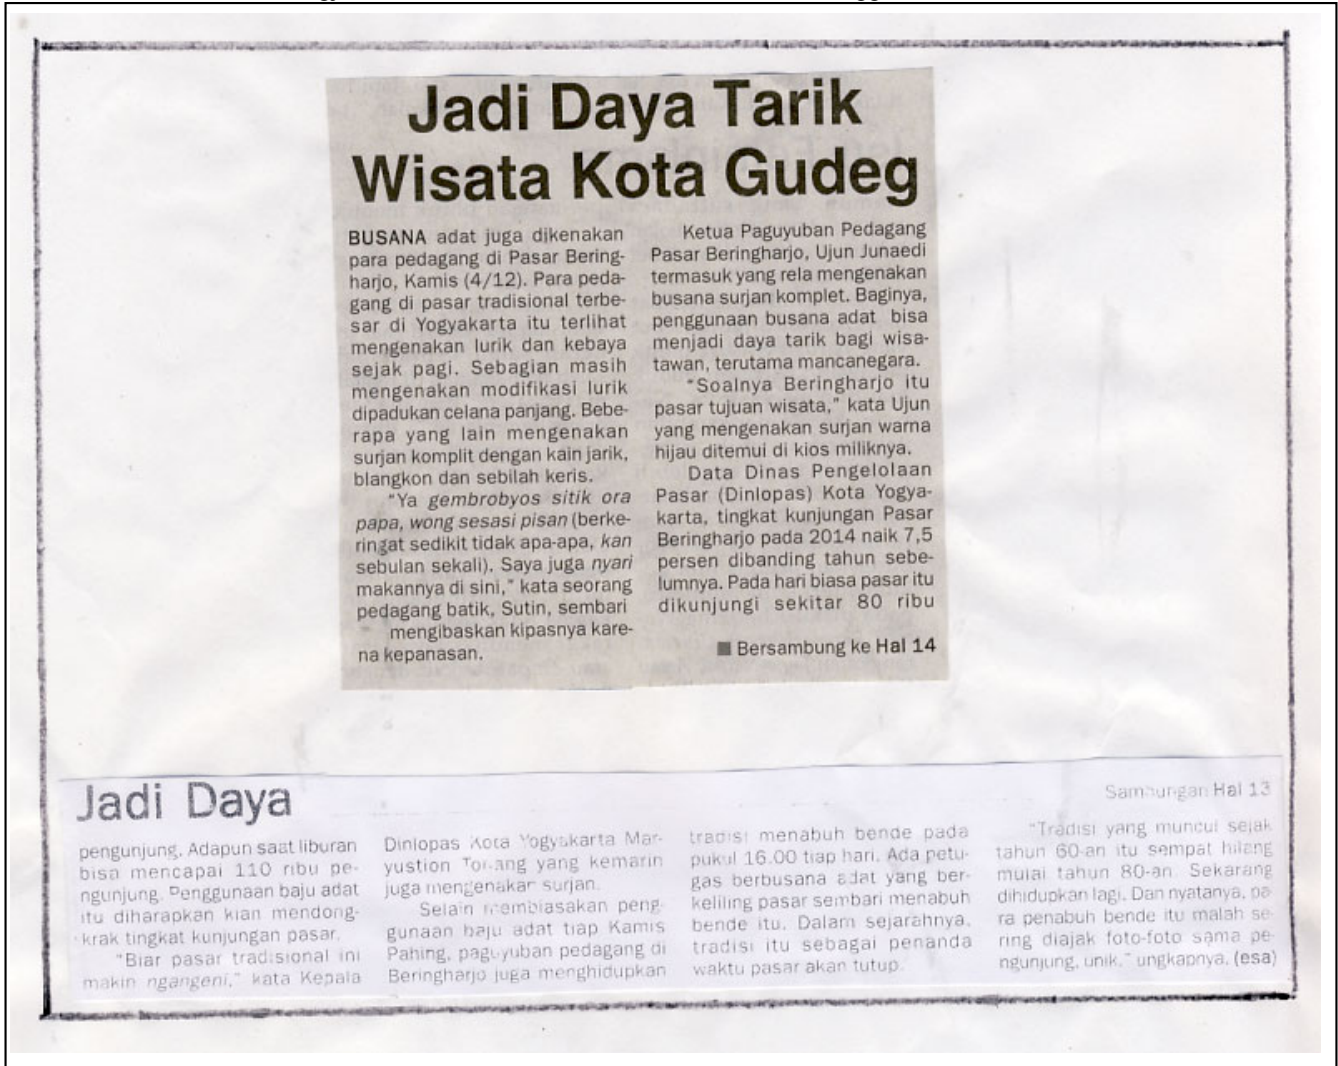 Jadi Daya Tarik
Wisata Kota Gudeg
BUSANA adat juga dikenakan
para pedagang di Pasar Bering-
harjo, Kamis (4/12). Para peda-
gang di pasar tradisional terbe-
sar di Yogyakarta itu terlihat
mengenakan lurik dan kebaya
sejak pagi. Sebagian masih
mengenakan modifikasi lurik
dipadukan celana panjang. Bebe-
rapa yang lain mengenakan
surjan komplit dengan kain jarik,
blangkon dan sebilah keris.
"Ya gembrobyos sitik ora
papa, wong sesasi pisan (berke-
ringat sedikit tidak apa-apa, kan
sebulan sekali). Saya juga nyari
makannya di sini," kata seorang
pedagang batik, Sutin, sembari
mengibaskan kipasnya kare-
na kepanasan.
Ketua Paguyuban Pedagang
Pasar Beringharjo, Ujun Junaedi
termasuk yang rela mengenakan
busana surjan komplet. Baginya,
penggunaan busana adat bisa
menjadi daya tarik bagi wisa-
tawan, terutama mancanegara.
"Soalnya Beringharjo itu
pasar tujuan wisata," kata Ujun
yang mengenakan surjan warna
hijau ditemui di kios miliknya.
Data Dinas Pengelolaan
Pasar (Dinlopas) Kota Yogya-
karta, tingkat kunjungan Pasar
Beringharjo pada 2014 naik 7,5
persen dibanding tahun sebe-
lumnya. Pada hari biasa pasar itu
dikunjungi sekitar 80 ribu
■ Bersambung ke Hal 14
Jadi Daya
Sambungan Hal 13
pengunjung. Adapun saat liburan
bisa mencapai 110 ribu pe-
ngunjung. Penggunaan baju adat
itu diharapkan kian mendong-
krak tingkat kunjungan pasar.
"Biar pasar tradisional ini
makin ngangeni," kata Kepala
Dinlopas Kota Yogyakarta Mar-
yustion Tonang yang kemarin
juga mengenakan surjan.
Selain membiasakan peng-
gunaan baju adat tiap Kamis
Pahing, paguyuban pedagang di
Beringharjo juga menghidupkan
tradisi menabuh bende pada
pukul 16.00 tiap hari. Ada petu-
gas berbusana adat yang ber-
keliling pasar sembari menabuh
bende itu. Dalam sejarahnya,
tradisi itu sebagai penanda
waktu pasar akan tutup.
"Tradisi yang muncul sejak
tahun 60-an itu sempat hilang
mulai tahun 80-an. Sekarang
dihidupkan lagi. Dan nyatanya, pa-
ra penabuh bende itu malah se-
ring diajak foto-foto sama pe-
ngunjung, unik," ungkapnya. (esa)